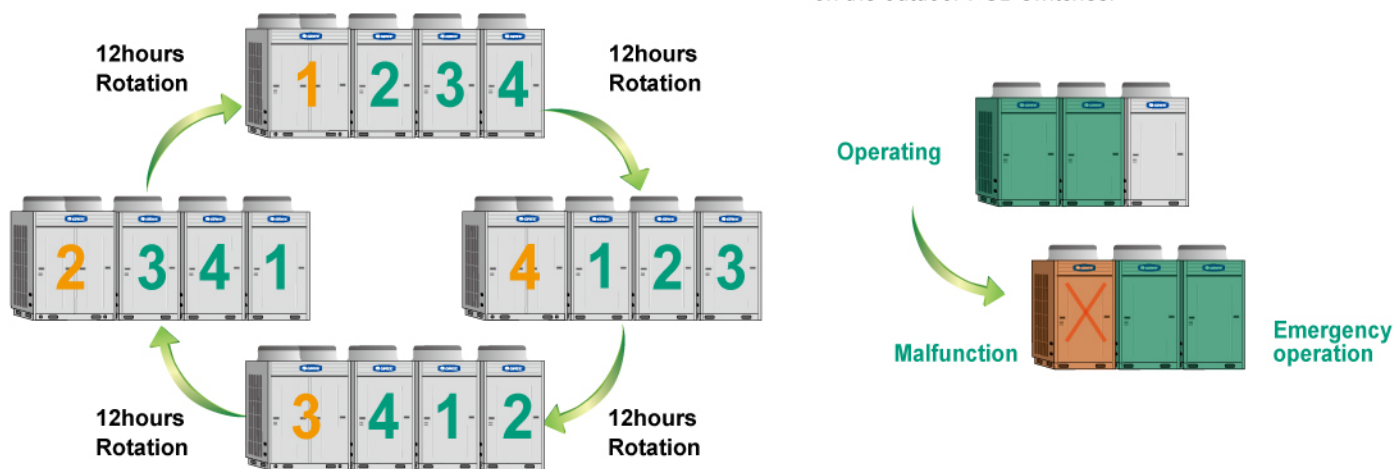 12hours
Rotation
1 2 3 4
12hours
Rotation
2 3 4 1
4 1 2 3
12hours
Rotation
3 4 1 2
12hours
Rotation
Operating
Malfunction
Emergency
operation